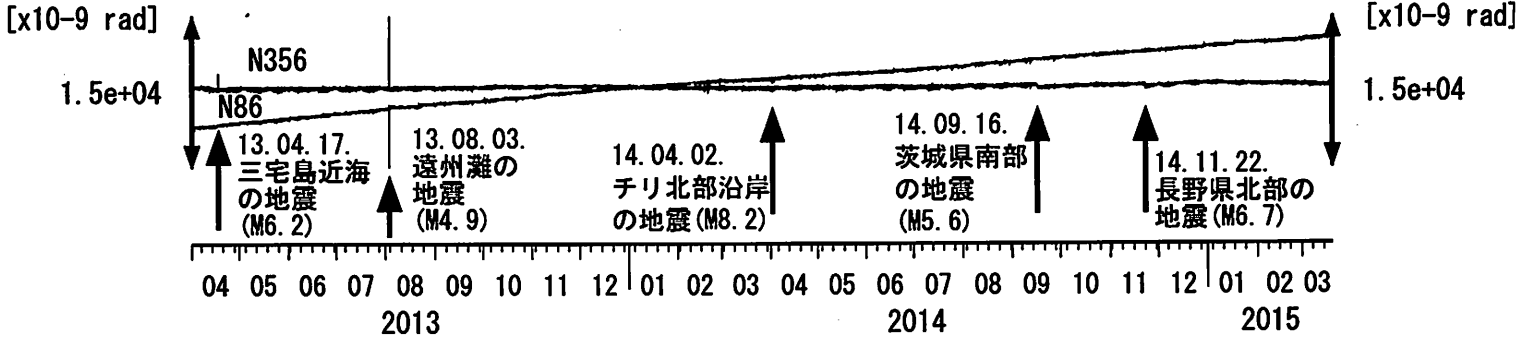 [x10-9 rad]
[x10-9 rad]
N356
1.5e+04
1.5e+04
N86
13.04.17.
三宅島近海
の地震
(M6.2)
13.08.03.
遠州灘の
地震
(M4.9)
14.04.02.
チリ北部沿岸
の地震(M8.2)
14.09.16.
茨城県南部
の地震
(M5.6)
14.11.22.
長野県北部の
地震(M6.7)
04 05 06 07 08 09 10 11 12 01 02 03 04 05 06 07 08 09 10 11 12 01 02 03
2013 2014 2015